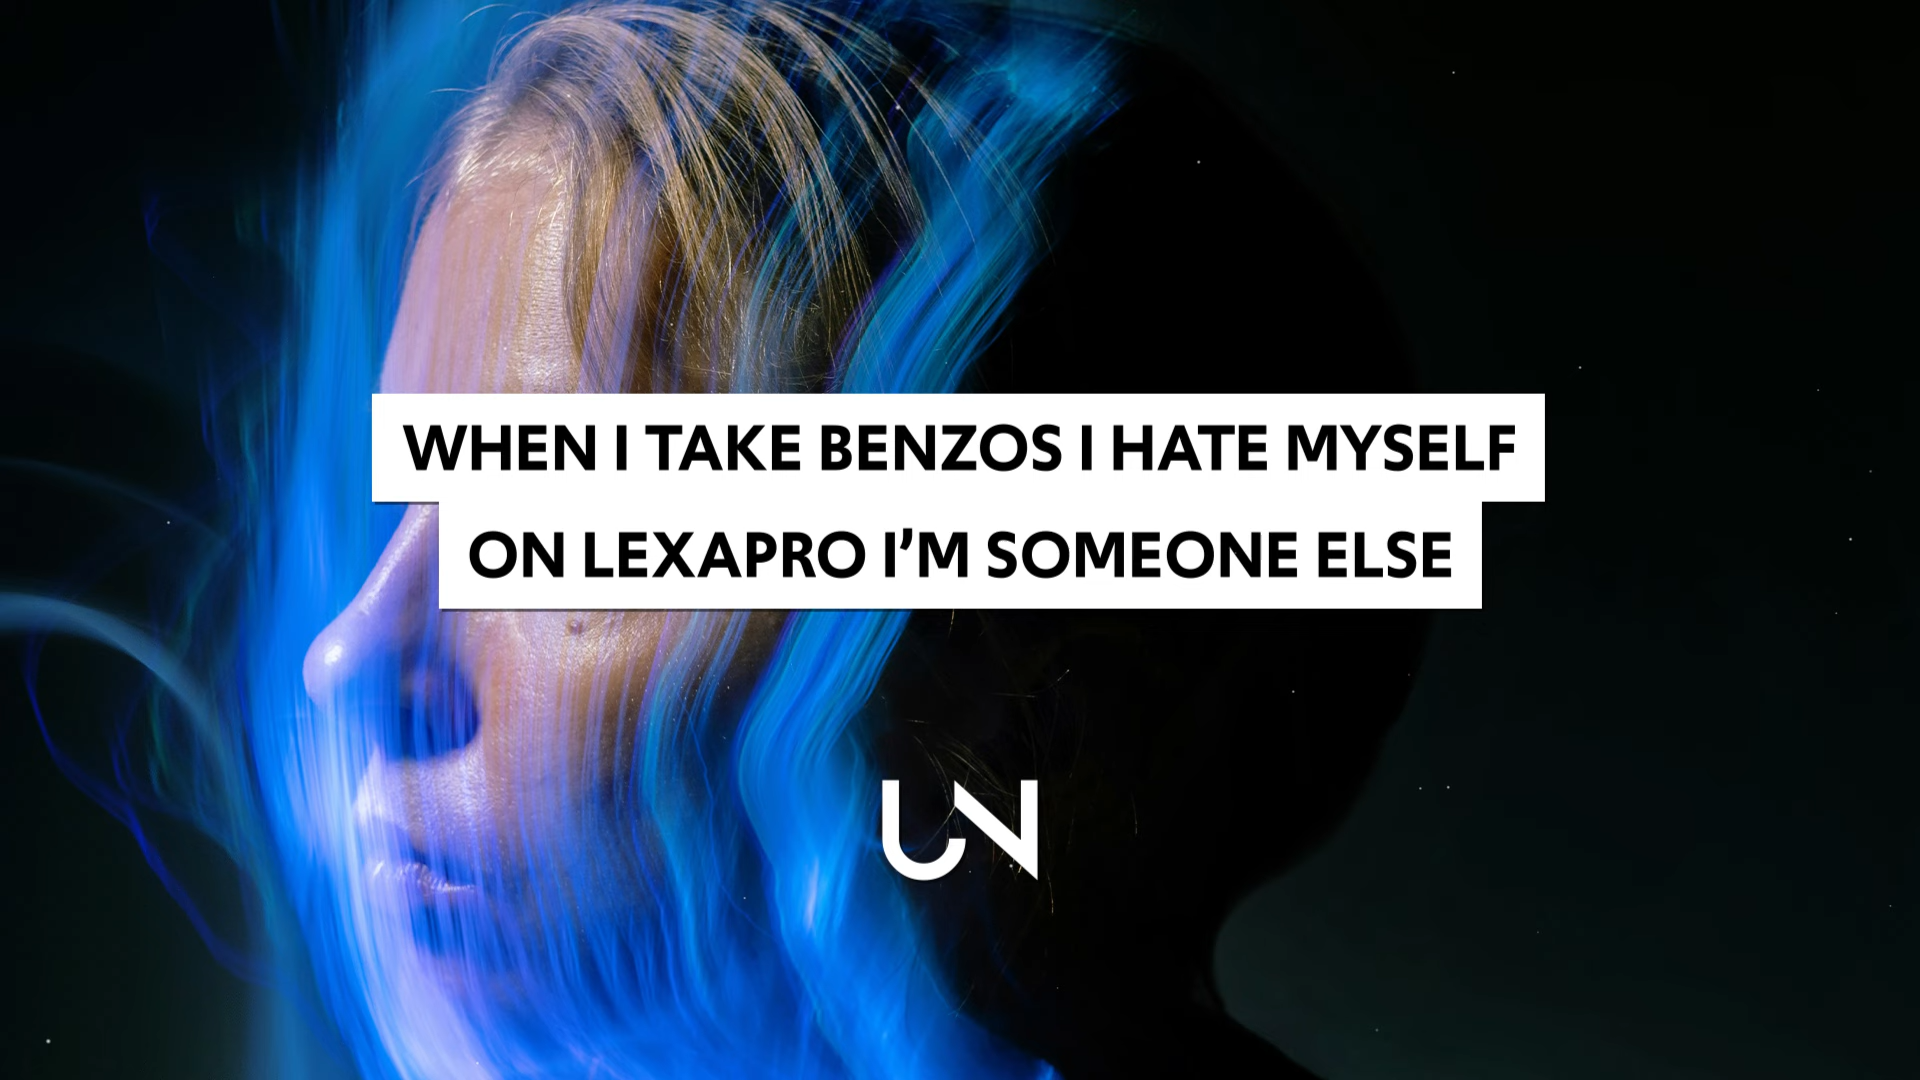 WHEN I TAKE BENZOS I HATE MYSELF
ON LEXAPRO I’M SOMEONE ELSE
UN